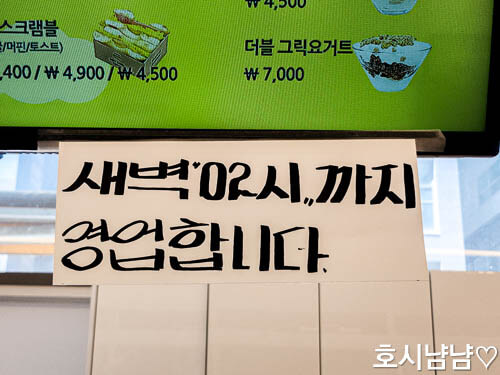 ₩ 4,500
스크램블
글/머핀/토스트)
,400 / ₩ 4,900 / ₩ 4,500
더블 그릭요거트
₩ 7,000
새벽 "02시,, 까지
영업합니다.
호시냠냠♡